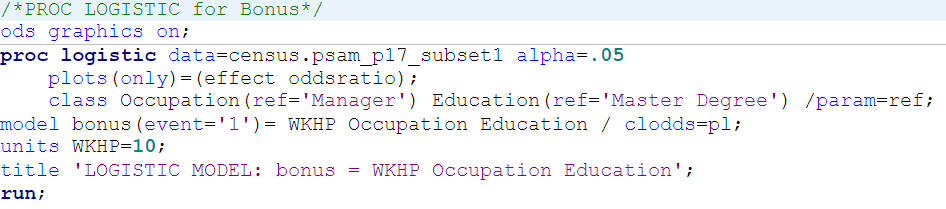 /*PROC LOGISTIC for Bonus*/
ods graphics on;
proc logistic data=census.psam_p17_subset1 alpha=.05
    plots(only)=(effect oddsratio);
    class Occupation(ref='Manager') Education(ref='Master Degree') /param=ref;
model bonus(event='1')= WKHP Occupation Education / clodds=pl;
units WKHP=10;
title 'LOGISTIC MODEL: bonus = WKHP Occupation Education';
run;